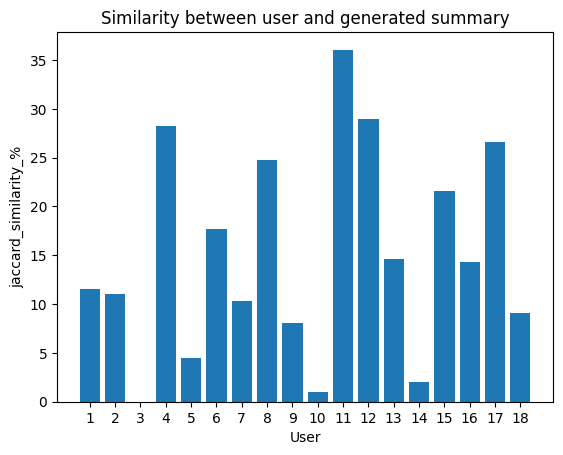 Similarity between user and generated summary
jaccard_similarity_%
35
30
25
20
15
10
5
0
1 2 3 4 5 6 7 8 9 10 11 12 13 14 15 16 17 18
User